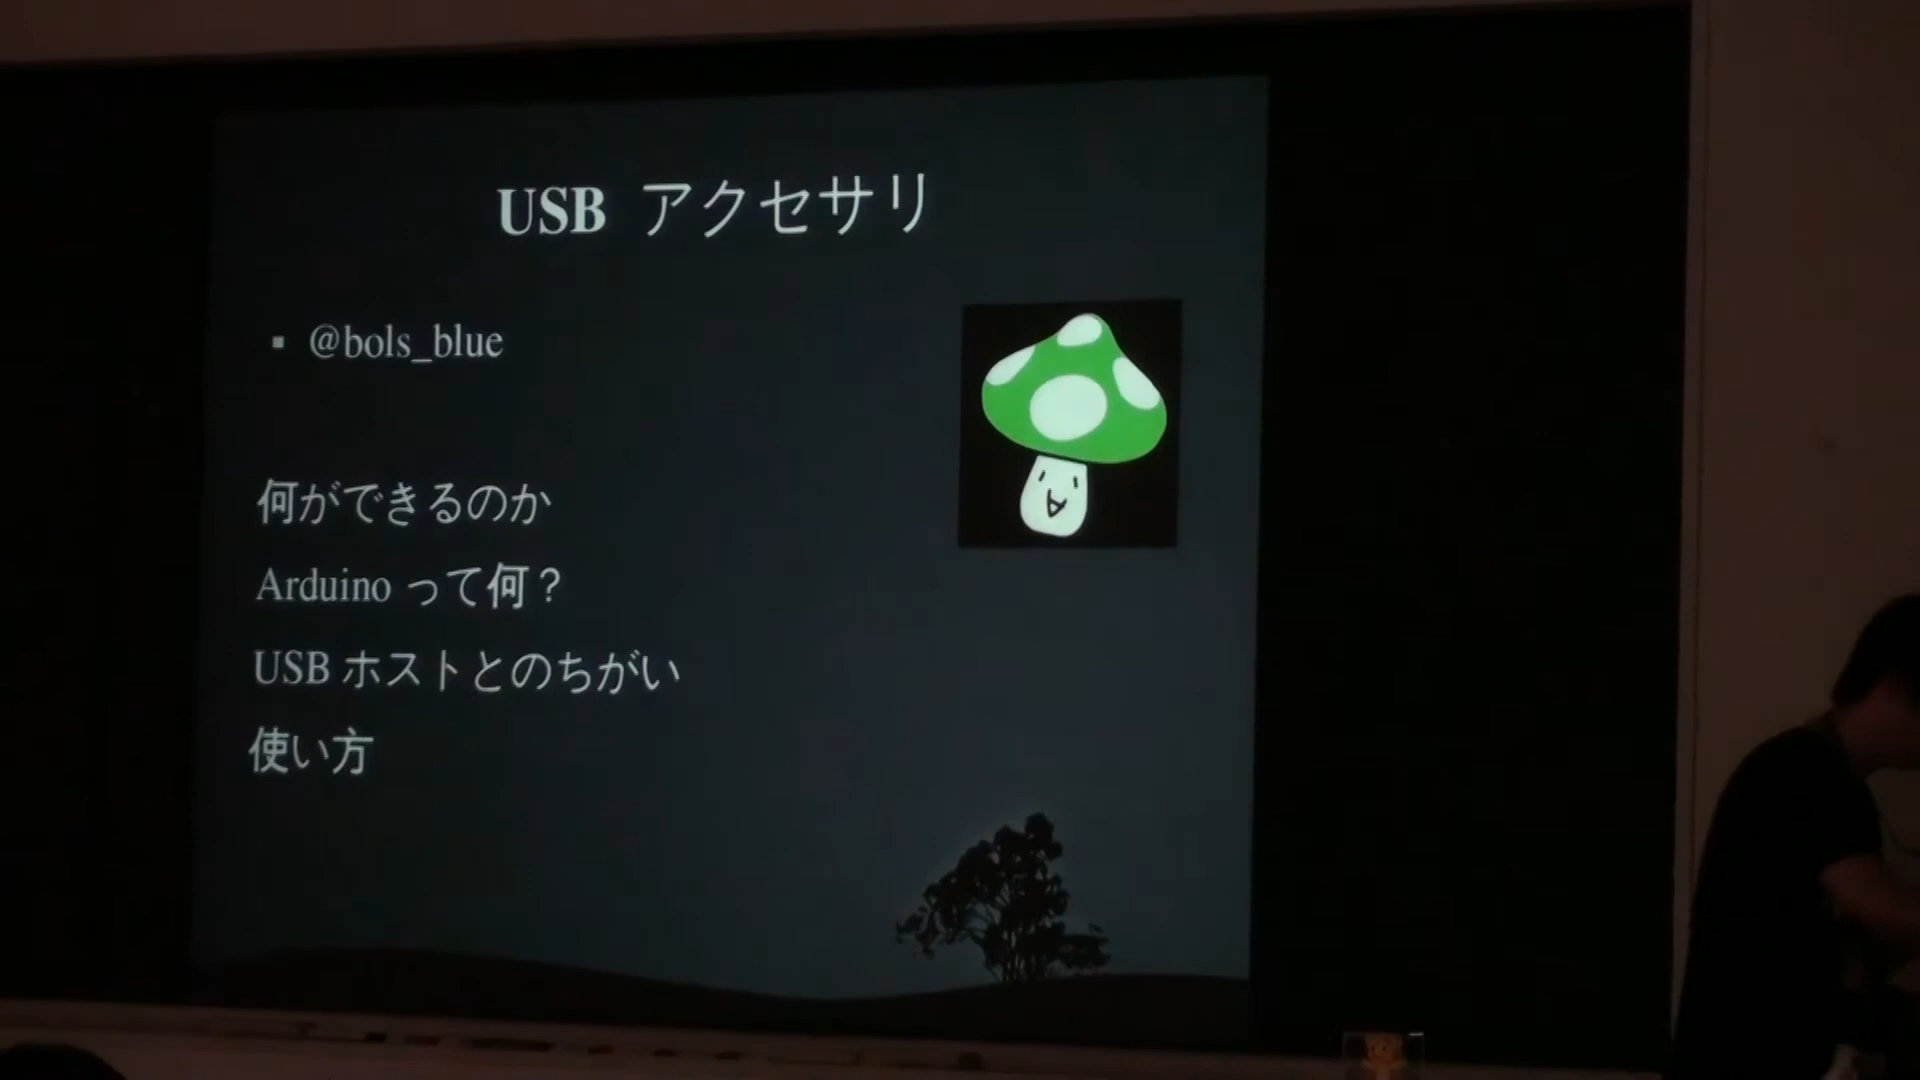 USB アクセサリ
▪ @bols_blue
何ができるのか
Arduino って何？
USB ホストとのちがい
使い方